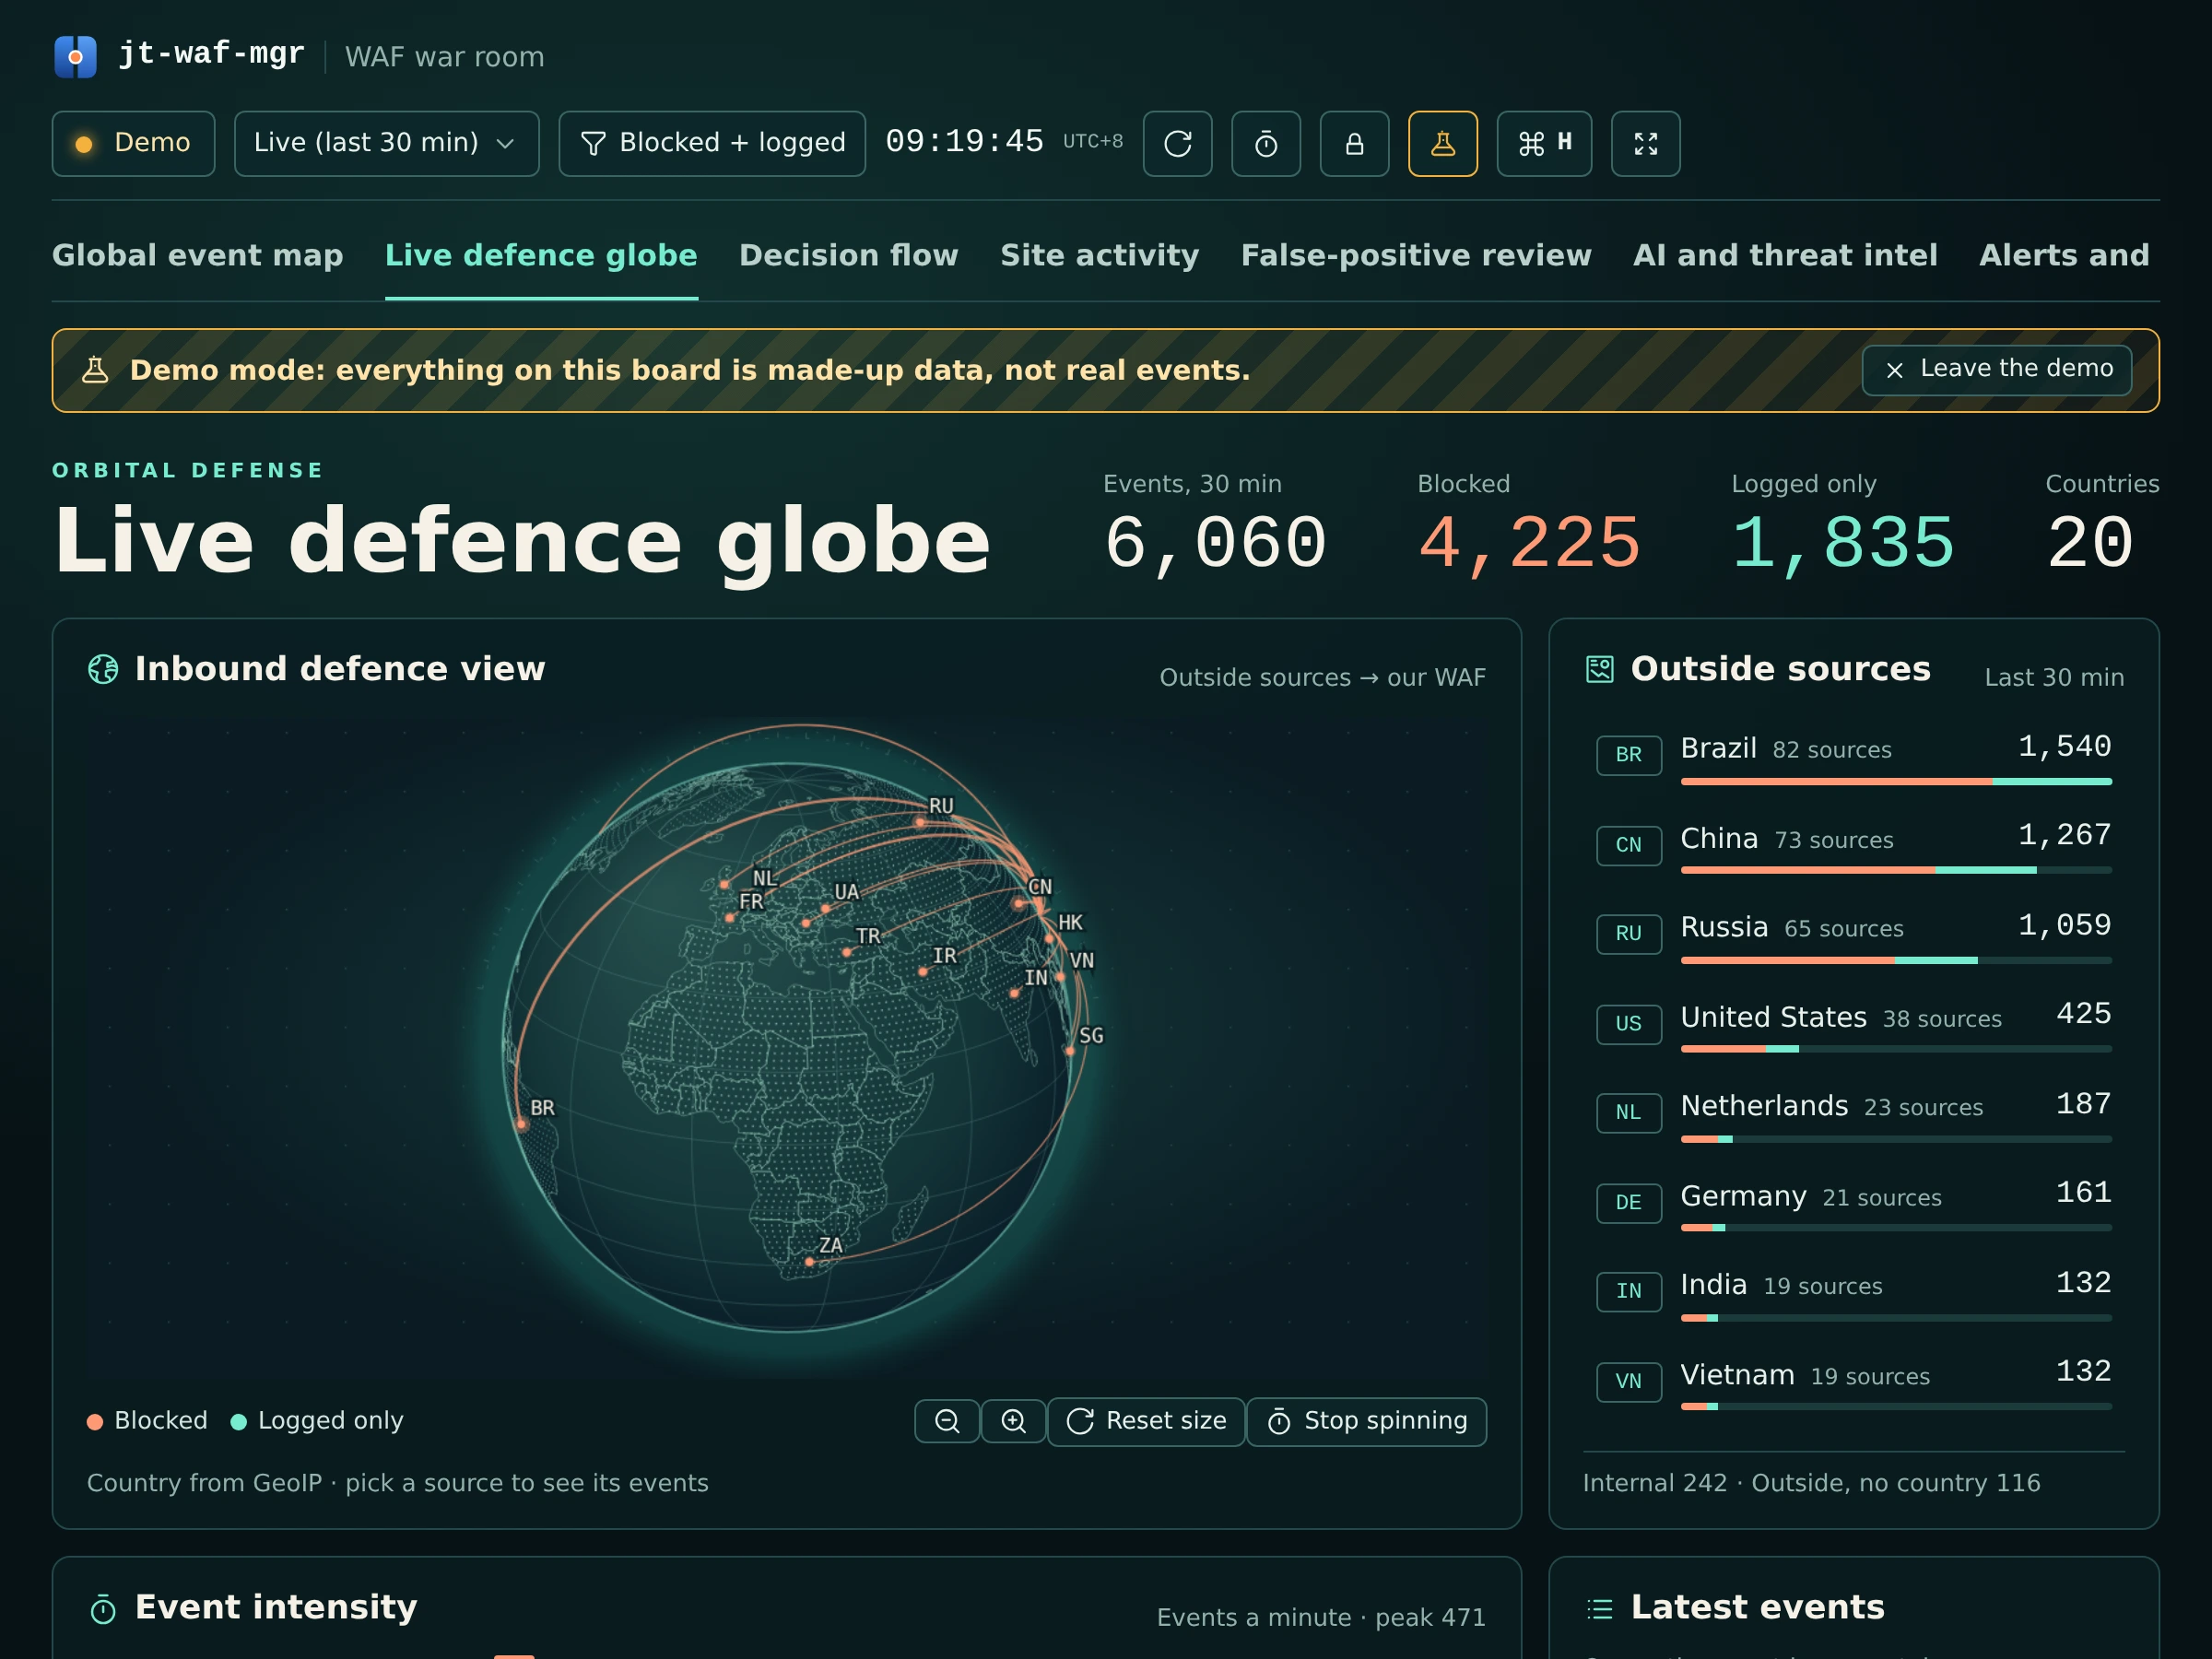 jt-waf-mgr
WAF war room
Demo
Live (last 30 min)
Blocked + logged
09:19:45 UTC+8
H
Global event map
Live defence globe
Decision flow
Site activity
False-positive review
AI and threat intel
Alerts and
Demo mode: everything on this board is made-up data, not real events.
Leave the demo
ORBITAL DEFENSE
Live defence globe
Events, 30 min
6,060
Blocked
4,225
Logged only
1,835
Countries
20
Inbound defence view
Outside sources → our WAF
RU
NL
FR
UA
CN
HK
TR
IR
VN
IN
SG
BR
ZA
Blocked
Logged only
Reset size
Stop spinning
Country from GeoIP · pick a source to see its events
Outside sources
Last 30 min
BR Brazil 82 sources 1,540
CN China 73 sources 1,267
RU Russia 65 sources 1,059
US United States 38 sources 425
NL Netherlands 23 sources 187
DE Germany 21 sources 161
IN India 19 sources 132
VN Vietnam 19 sources 132
Internal 242 · Outside, no country 116
Event intensity
Events a minute · peak 471
Latest events